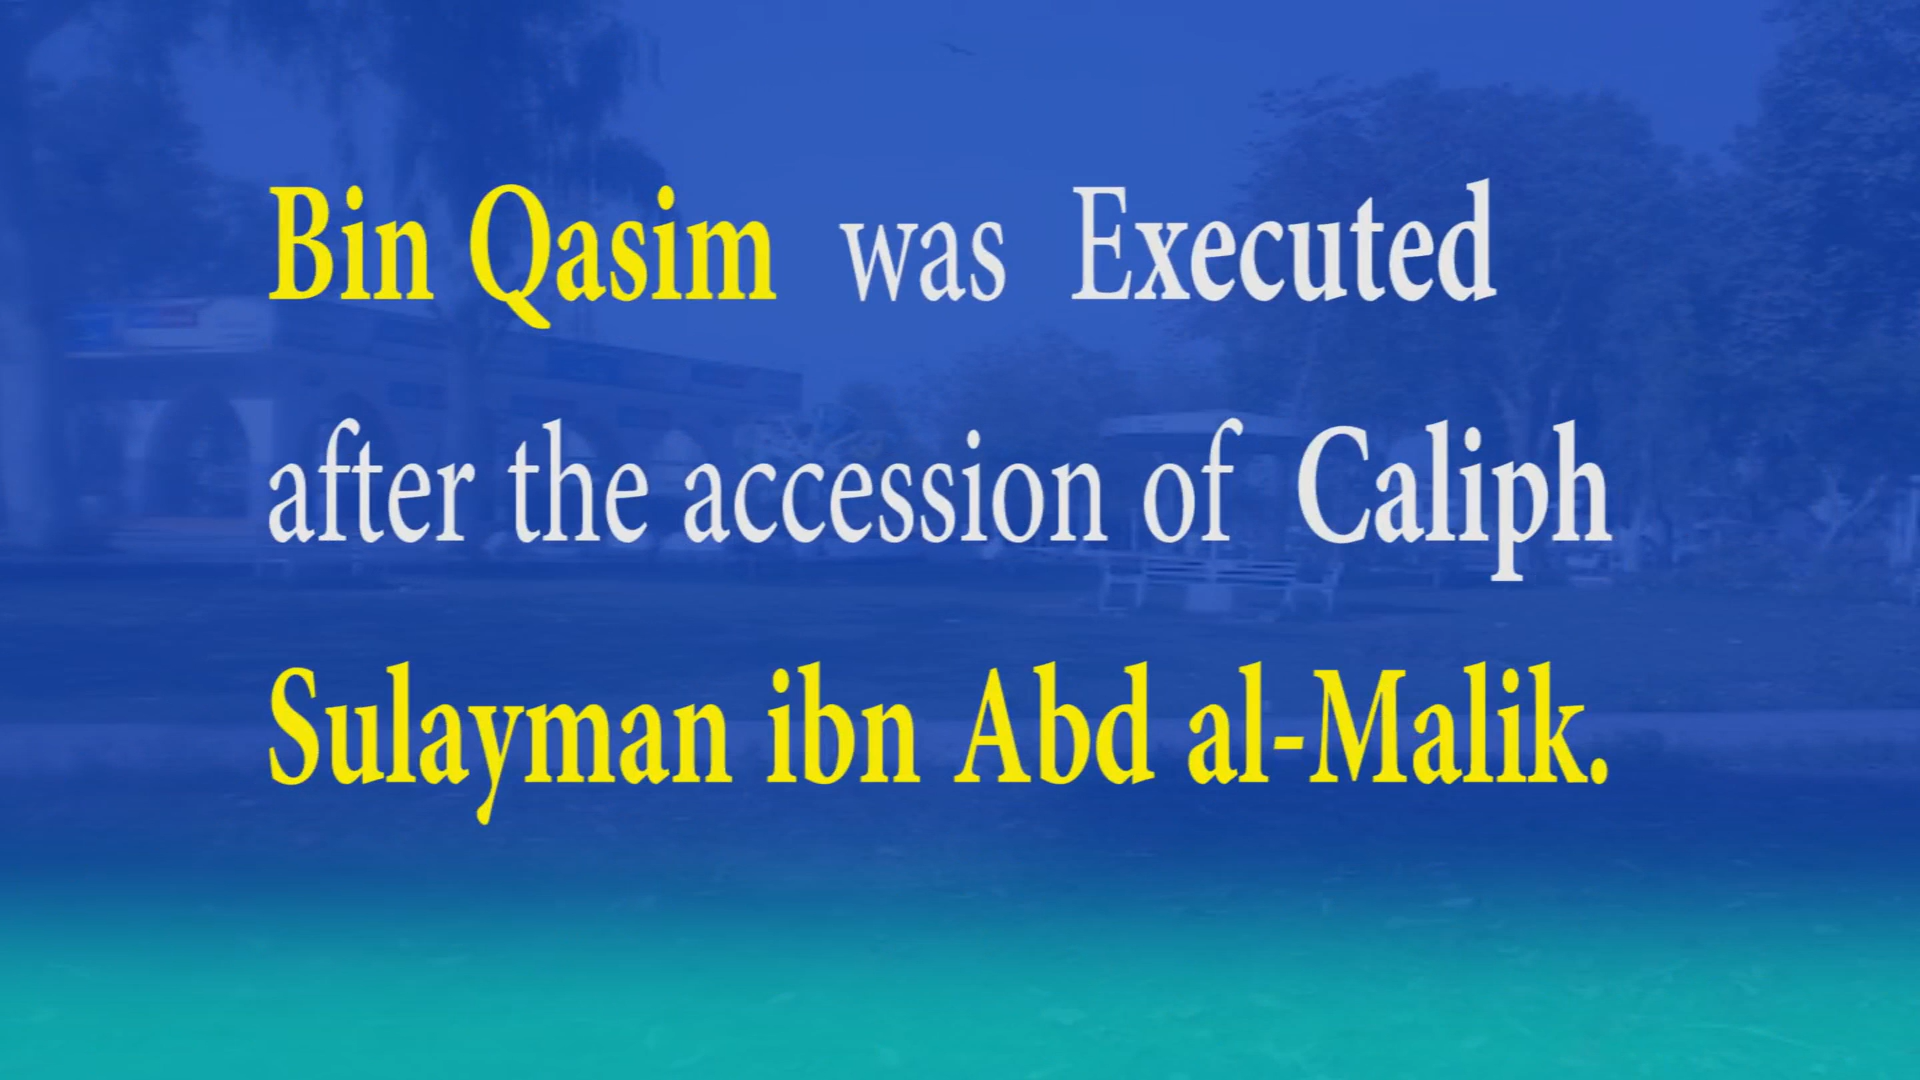 Bin Qasim was Executed
after the accession of Caliph
Sulayman ibn Abd al-Malik.